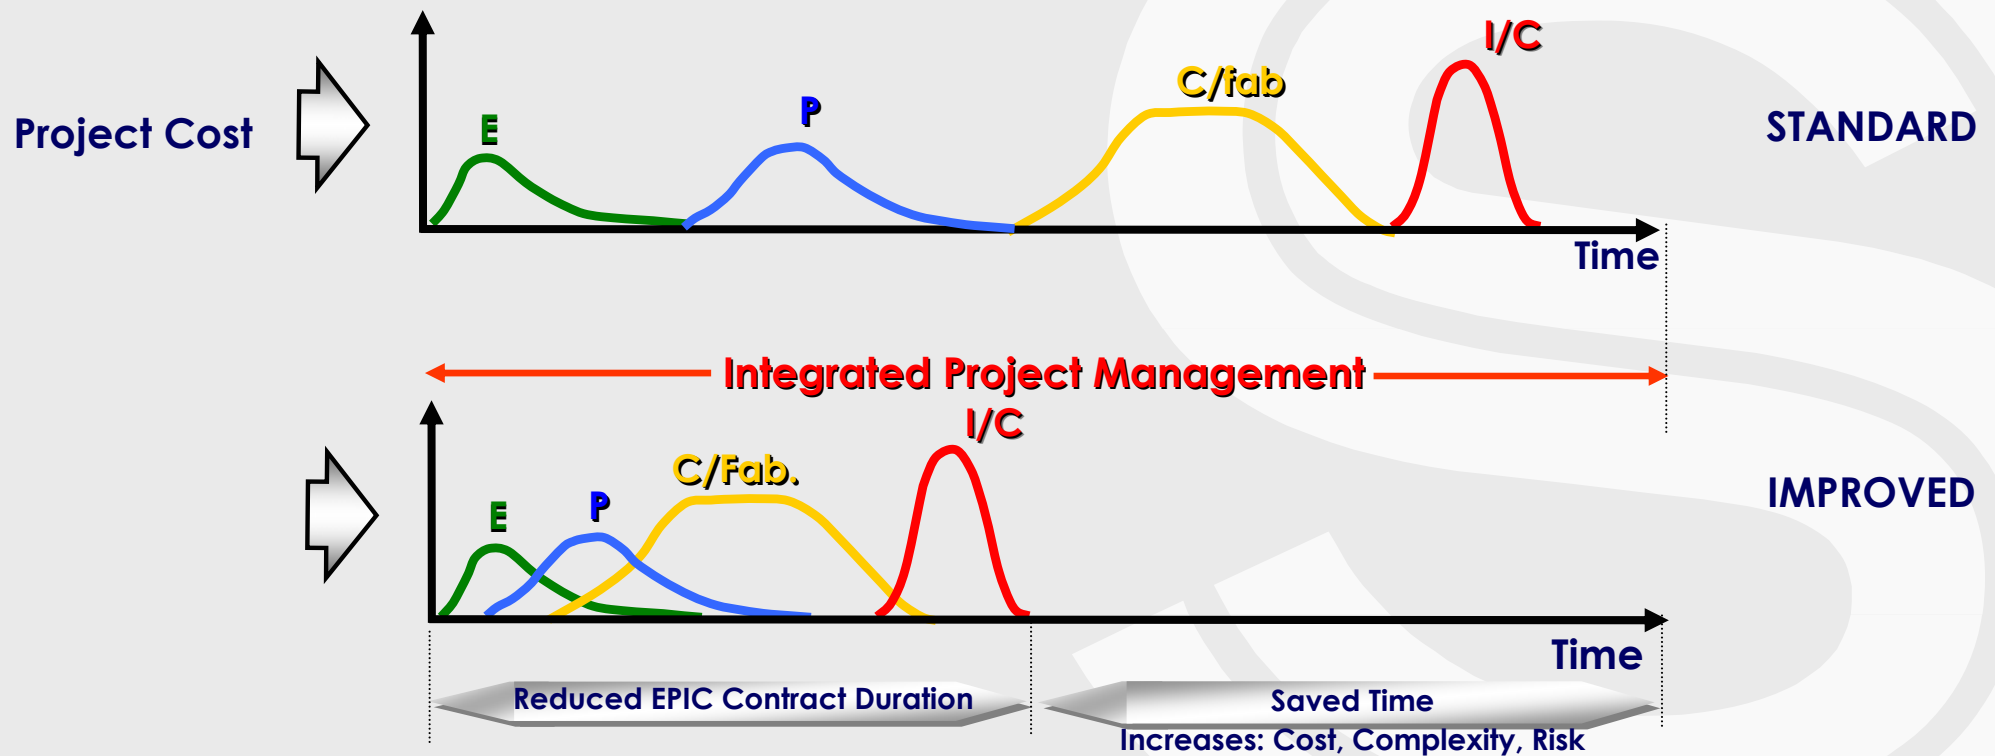 I/C
C/fab
P
E
Project Cost
STANDARD
Time
Integrated Project Management
I/C
C/Fab.
P
E
IMPROVED
Time
Reduced EPIC Contract Duration
Saved Time
Increases: Cost, Complexity, Risk